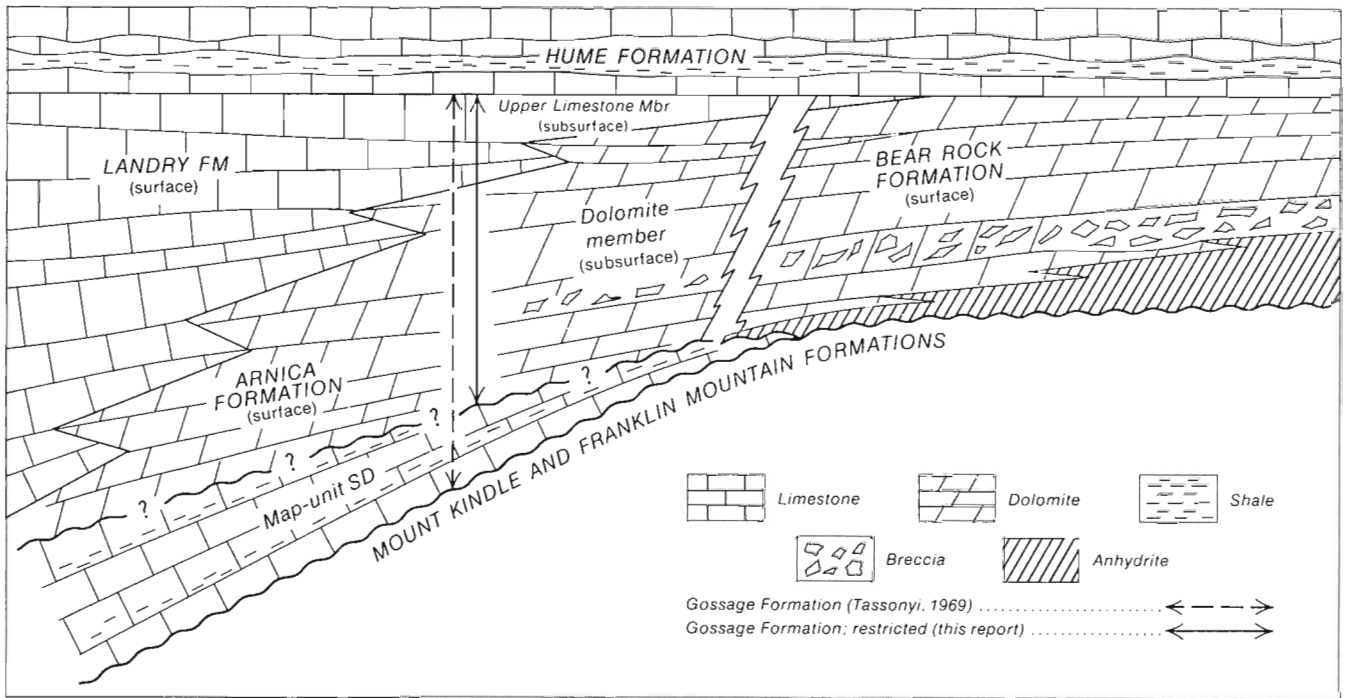 HUME FORMATION
Upper Limestone Mbr
(subsurface)
LANDRY FM
(surface)
BEAR ROCK
FORMATION
(surface)
Dolomite
member
(subsurface)
ARNICA
FORMATION
(surface)
?
?
?
?
Map-unit SD
MOUNT KINDLE AND FRANKLIN MOUNTAIN FORMATIONS
Limestone
Dolomite
Shale
Breccia
Anhydrite
Gossage Formation (Tassonyi, 1969)
Gossage Formation; restricted (this report)